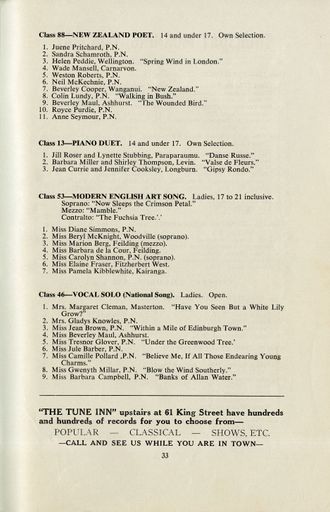 Class 88—NEW ZEALAND POET. 14 and under 17. Own Selection.
1. Juene Pritchard, P.N.
2. Sandra Schamroth, P.N.
3. Helen Peddie, Wellington. "Spring Wind in London."
4. Wade Mansell, Carnarvon.
5. Weston Roberts, P.N.
6. Neil McKechnie, P.N.
7. Beverley Cooper, Wanganui. "New Zealand."
8. Colin Lundy, P.N. "Walking in Bush."
9. Beverley Maul, Ashhurst. "The Wounded Bird."
10. Royce Purdie, P.N.
11. Anne Seymour, P.N.
Class 13—PIANO DUET. 14 and under 17. Own Selection.
1. Jill Roser and Lynette Stubbing, Paraparaumu. "Danse Russe."
2. Barbara Miller and Shirley Thompson, Levin. "Valse de Fleurs."
3. Jean Currie and Jennifer Cooksley, Longburn. "Gipsy Rondo."
Class 53—MODERN ENGLISH ART SONG. Ladies, 17 to 21 inclusive.
Soprano: "Now Sleeps the Crimson Petal."
Mezzo: "Mamble."
Contralto: "The Fuchsia Tree.'.'
1. Miss Diane Simmons, P.N.
2. Miss Beryl McKnight, Woodville (soprano).
3. Miss Marion Berg, Feilding (mezzo).
4. Miss Barbara de la Cour, Feilding.
5. Miss Carolyn Shannon, P.N. (soprano).
6. Miss Elaine Fraser, Fitzherbert West.
7. Miss Pamela Kibblewhite, Kairanga.
Class 46—VOCAL SOLO (National Song). Ladies. Open.
1. Mrs. Margaret Cleman, Masterton. "Have You Seen But a White Lily
Grow?"
2. Mrs. Gladys Knowles, P.N.
3. Miss Jean Brown, P.N. "Within a Mile of Edinburgh Town."
4. Miss Beverley Maul, Ashhurst.
5. Miss Tresnor Glover, P.N. "Under the Greenwood Tree.'
6. Miss Jule Barber, P.N.
7. Miss Camille Pollard ,P.N. "Believe Me, If All Those Endearing Young
Charms."
8. Miss Gwenyth Millar, P.N. "Blow the Wind Southerly."
9. Miss Barbara Campbell, P.N. "Banks of Allan Water."
"THE TUNE INN" upstairs at 61 King Street have hundreds
and hundreds of records for you to choose from—
POPULAR — CLASSICAL — SHOWS, ETC.
—CALL AND SEE US WHILE YOU ARE IN TOWN—
33